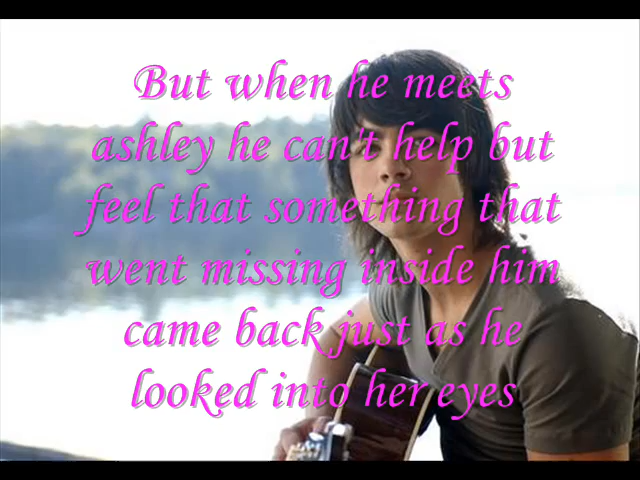 But when he meets
ashley he can't help but
feel that something that
went missing inside him
came back just as he
looked into her eyes